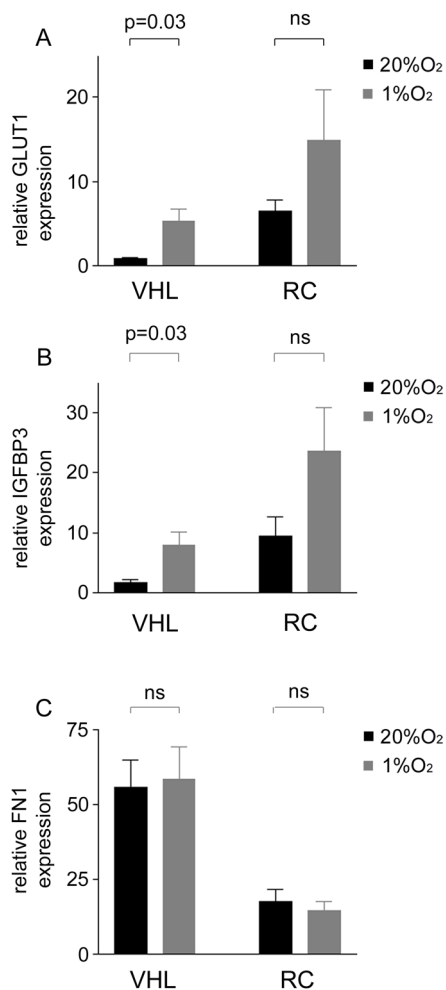 A
p=0.03
ns
20%O₂
1%O₂
relative GLUT1
expression
20
10
0
VHL
RC
B
p=0.03
ns
20%O₂
1%O₂
relative IGFBP3
expression
30
20
10
0
VHL
RC
C
ns
ns
20%O₂
1%O₂
relative FN1
expression
75
50
25
0
VHL
RC